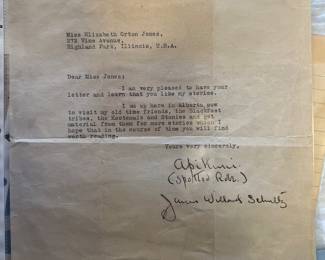 Miss Elizabeth Orton Jones,
273 Vine Avenue,
Highland Park, Illinois, U.S.A.
Dear Miss Jones;
I am very pleased to have your
letter and learn that you like my stories.
I am up here in Alberta now
to visit my old time friends, the Blackfeet
tribes, the Kootenais and Stonies and get
material from them for more stories which I
hope that in the course of time you will find
worth reading.
Yours very sincerely,
Apikuni
(Spotted Robe)
James Willard Schultz